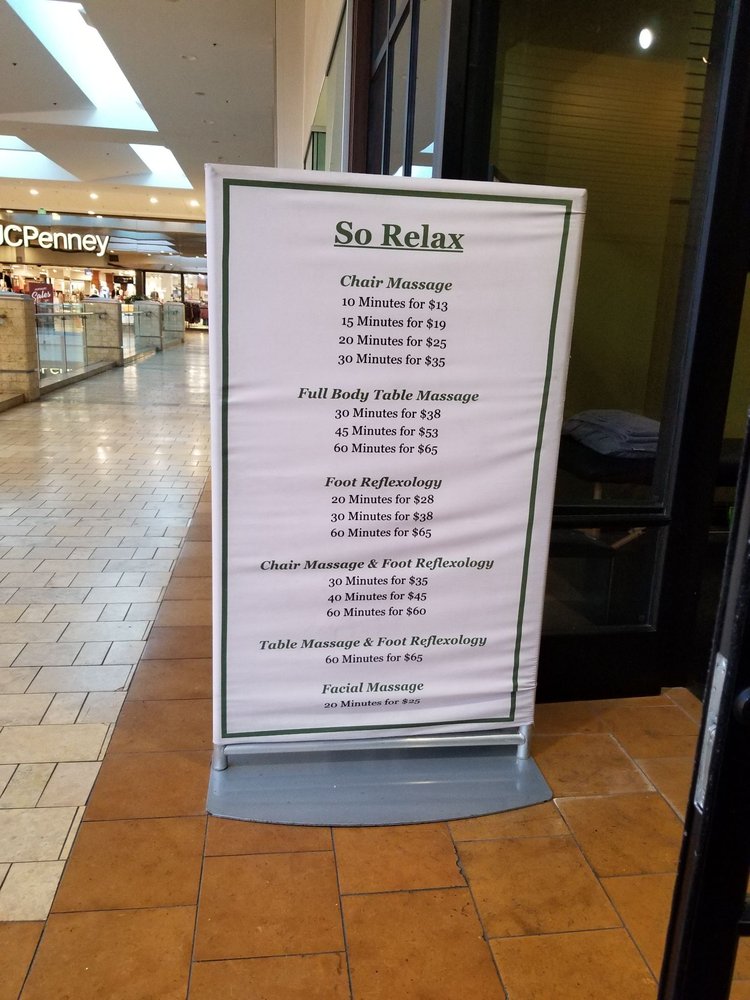 JCPenney
Sales
So Relax
Chair Massage
10 Minutes for $13
15 Minutes for $19
20 Minutes for $25
30 Minutes for $35
Full Body Table Massage
30 Minutes for $38
45 Minutes for $53
60 Minutes for $65
Foot Reflexology
20 Minutes for $28
30 Minutes for $38
60 Minutes for $65
Chair Massage & Foot Reflexology
30 Minutes for $35
40 Minutes for $45
60 Minutes for $60
Table Massage & Foot Reflexology
60 Minutes for $65
Facial Massage
20 Minutes for $25